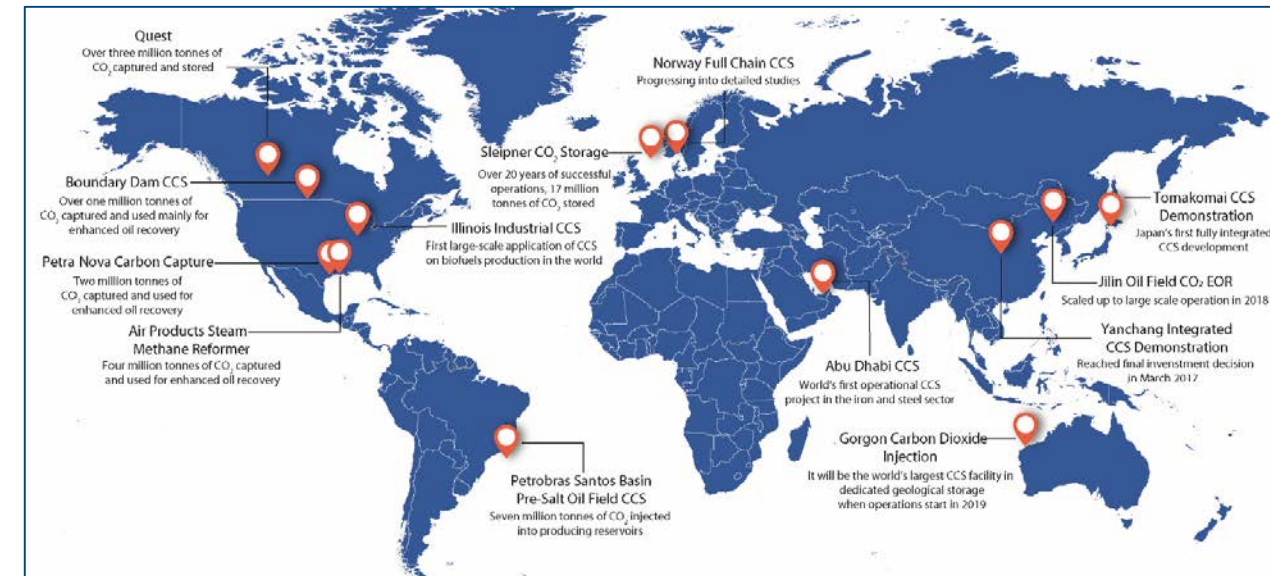 Quest
Over three million tonnes of
CO₂ captured and stored
Boundary Dam CCS
Over one million tonnes of
CO₂ captured and used mainly for
enhanced oil recovery
Petra Nova Carbon Capture
Two million tonnes of
CO₂ captured and used for
enhanced oil recovery
Air Products Steam
Methane Reformer
Four million tonnes of CO₂ captured
and used for enhanced oil recovery
Illinois Industrial CCS
First large-scale application of CCS
on biofuels production in the world
Petrobras Santos Basin
Pre-Salt Oil Field CCS
Seven million tonnes of CO₂ injected
into producing reservoirs
Norway Full Chain CCS
Progressing into detailed studies
Sleipner CO₂ Storage
Over 20 years of successful
operations, 17 million
tonnes of CO₂ stored
Abu Dhabi CCS
World's first operational CCS
project in the iron and steel sector
Gorgon Carbon Dioxide
Injection
It will be the world's largest CCS facility in
dedicated geological storage
when operations start in 2019
Tomakomai CCS
Demonstration
Japan's first fully integrated
CCS development
Jilin Oil Field CO₂ EOR
Scaled up to large scale operation in 2018
Yanchang Integrated
CCS Demonstration
Reached final invenstment decision
in March 2017